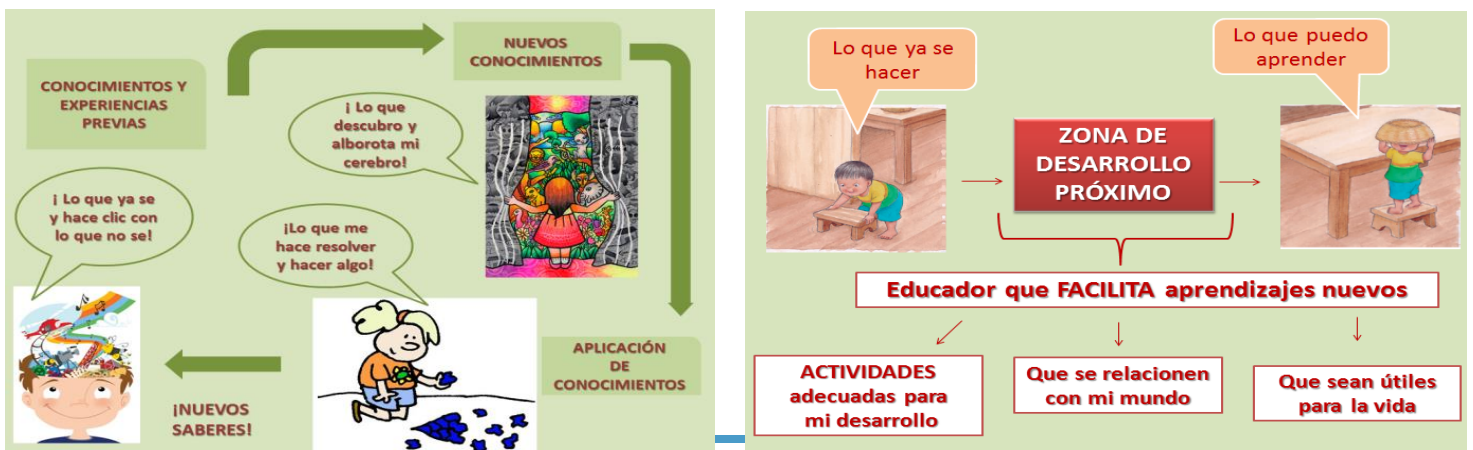 CONOCIMIENTOS Y
EXPERIENCIAS
PREVIAS
NUEVOS
CONOCIMIENTOS
¡ Lo que
descubro y
alborota mi
cerebro!
¡ Lo que ya se
y hace clic con
lo que no se!
¡Lo que me
hace resolver
y hacer algo!
APLICACIÓN
DE
CONOCIMIENTOS
¡NUEVOS
SABERES!
Lo que ya se
hacer
Lo que puedo
aprender
ZONA DE
DESARROLLO
PRÓXIMO
Educador que FACILITA aprendizajes nuevos
ACTIVIDADES
adecuadas para
mi desarrollo
Que se relacionen
con mi mundo
Que sean útiles
para la vida